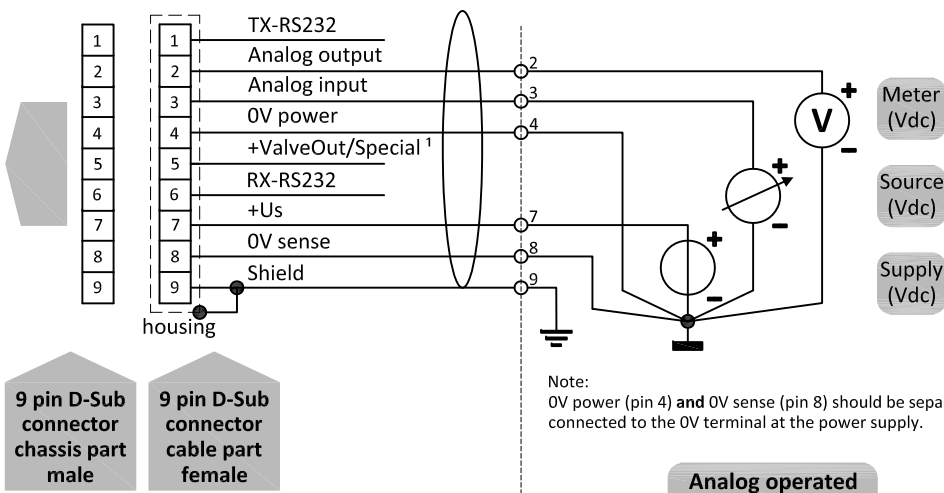 TX-RS232
Analog output
Analog input
0V power
+ValveOut/Special ¹
RX-RS232
+Us
0V sense
Shield
1
2
3
4
5
6
7
8
9
1
2
3
4
5
6
7
8
9
housing
2
3
4
7
8
9
V
+
−
+
−
+
−
Meter
(Vdc)
Source
(Vdc)
Supply
(Vdc)
9 pin D-Sub
connector
chassis part
male
9 pin D-Sub
connector
cable part
female
Note:
0V power (pin 4) and 0V sense (pin 8) should be sepa
connected to the 0V terminal at the power supply.
Analog operated